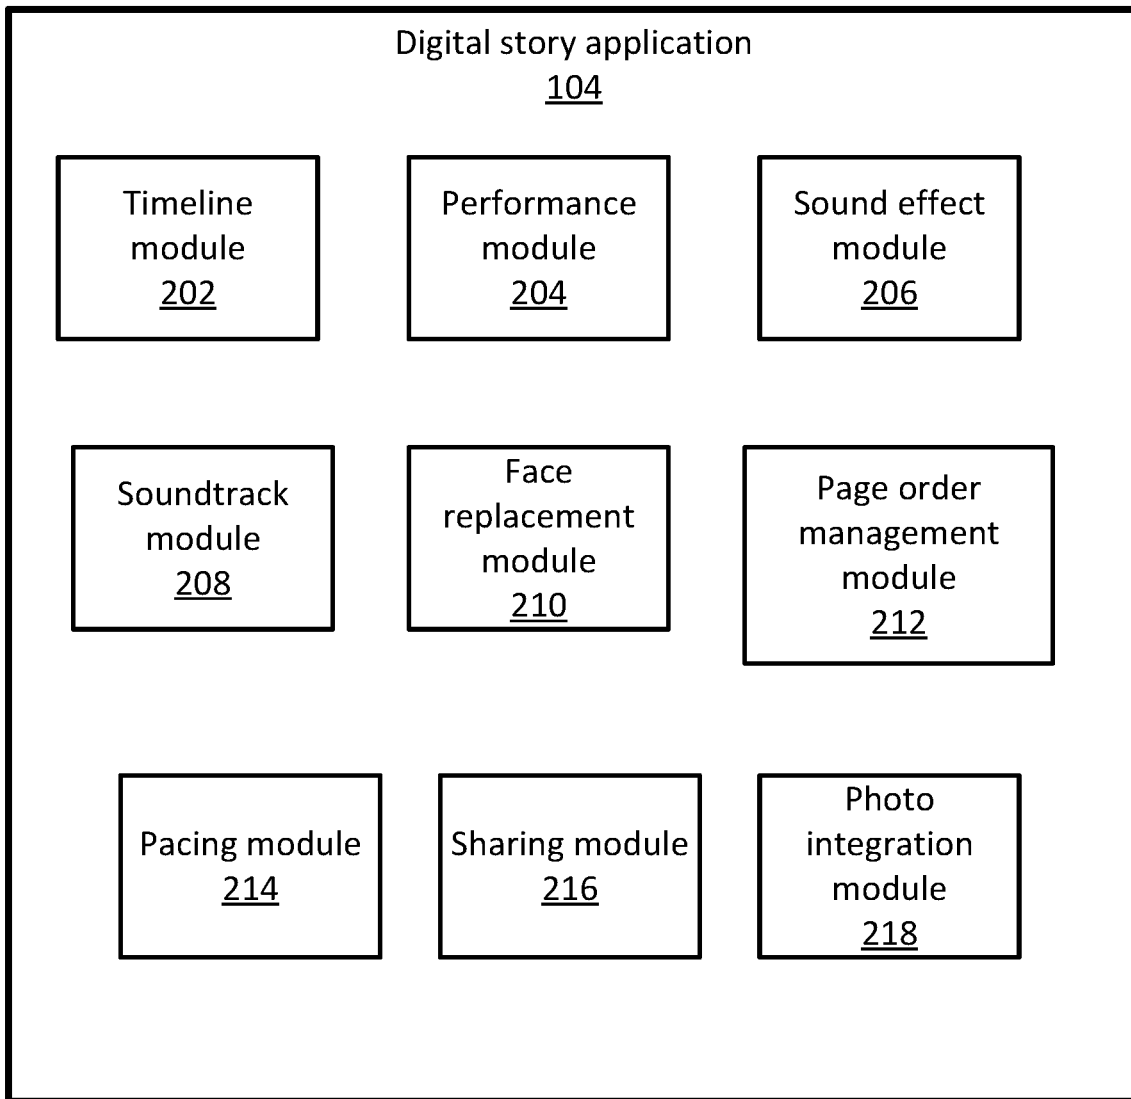 Digital story application
104
Timeline
module
202
Performance
module
204
Sound effect
module
206
Soundtrack
module
208
Face
replacement
module
210
Page order
management
module
212
Pacing module
214
Sharing module
216
Photo
integration
module
218